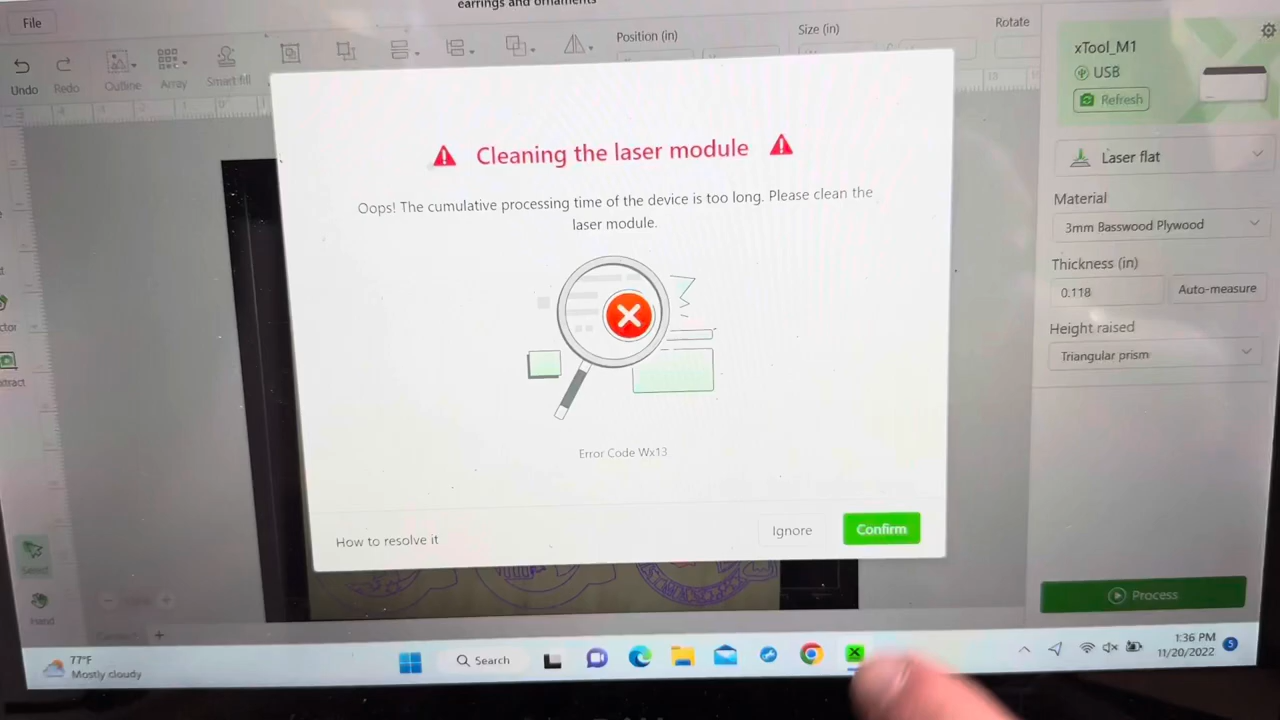 earrings and ornaments
File
Position (in)
Size (in)
Rotate
Undo
Redo
Outline
Array
Smart fill
xTool_M1
USB
Refresh
Laser flat
Material
3mm Basswood Plywood
Thickness (in)
0.118
Auto-measure
Height raised
Triangular prism
Cleaning the laser module
Oops! The cumulative processing time of the device is too long. Please clean the
laser module.
Error Code Wx13
How to resolve it
Ignore
Confirm
Select
Hand
Process
77°F
Mostly cloudy
Search
1:36 PM
11/20/2022
5